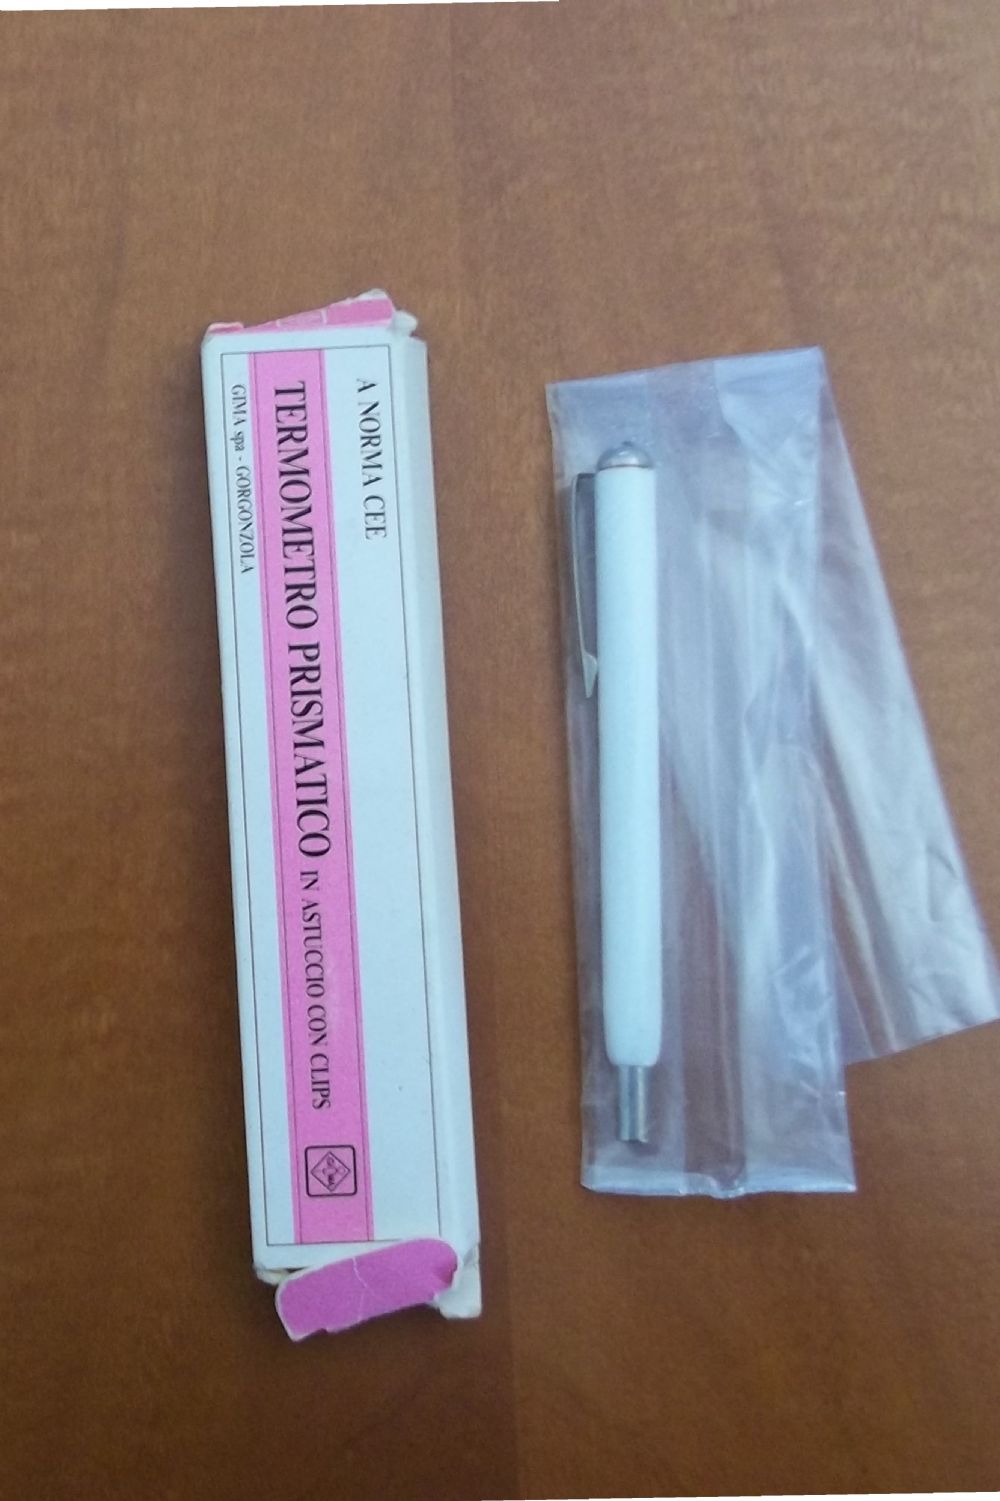 A NORMA CEE
TERMOMETRO PRISMATICO IN ASTUCCIO CON CLIPS
GIMA spa - GORGONZOLA